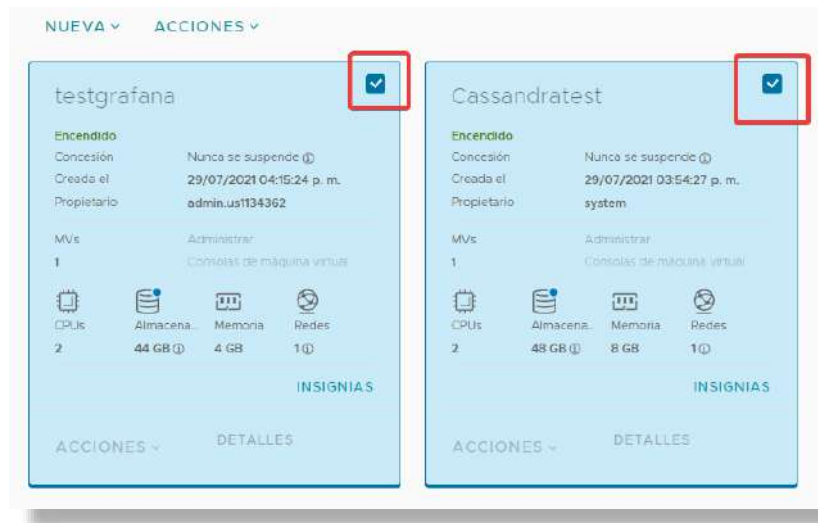 NUEVA ACCIONES
testgrafana
Encendido
Concesión Nunca se suspende
Creada el 29/07/2021 04:15:24 p. m.
Propietario admin.us1134362
MVs Administrar
1 Consolas de máquina virtual
CPUs Almacena... Memoria Redes
2 44 GB 4 GB 1
INSIGNIAS
ACCIONES DETALLES
Cassandratest
Encendido
Concesión Nunca se suspende
Creada el 29/07/2021 03:54:27 p. m.
Propietario system
MVs Administrar
1 Consolas de máquina virtual
CPUs Almacena... Memoria Redes
2 48 GB 8 GB 1
INSIGNIAS
ACCIONES DETALLES